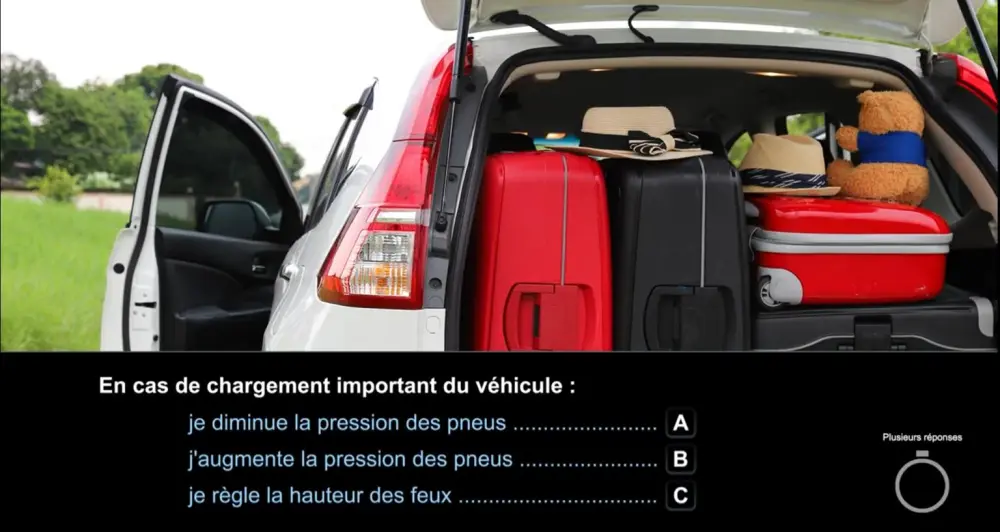 En cas de chargement important du véhicule :
je diminue la pression des pneus ........................ A
j'augmente la pression des pneus ....................... B
je règle la hauteur des feux ................................. C
Plusieurs réponses